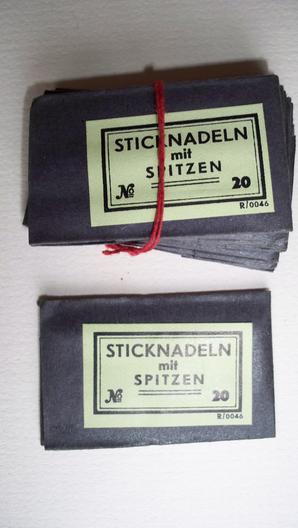 STICKNADELN
mit
SPITZEN
No 20
R/0046
STICKNADELN
mit
SPITZEN
No 20
R/0046